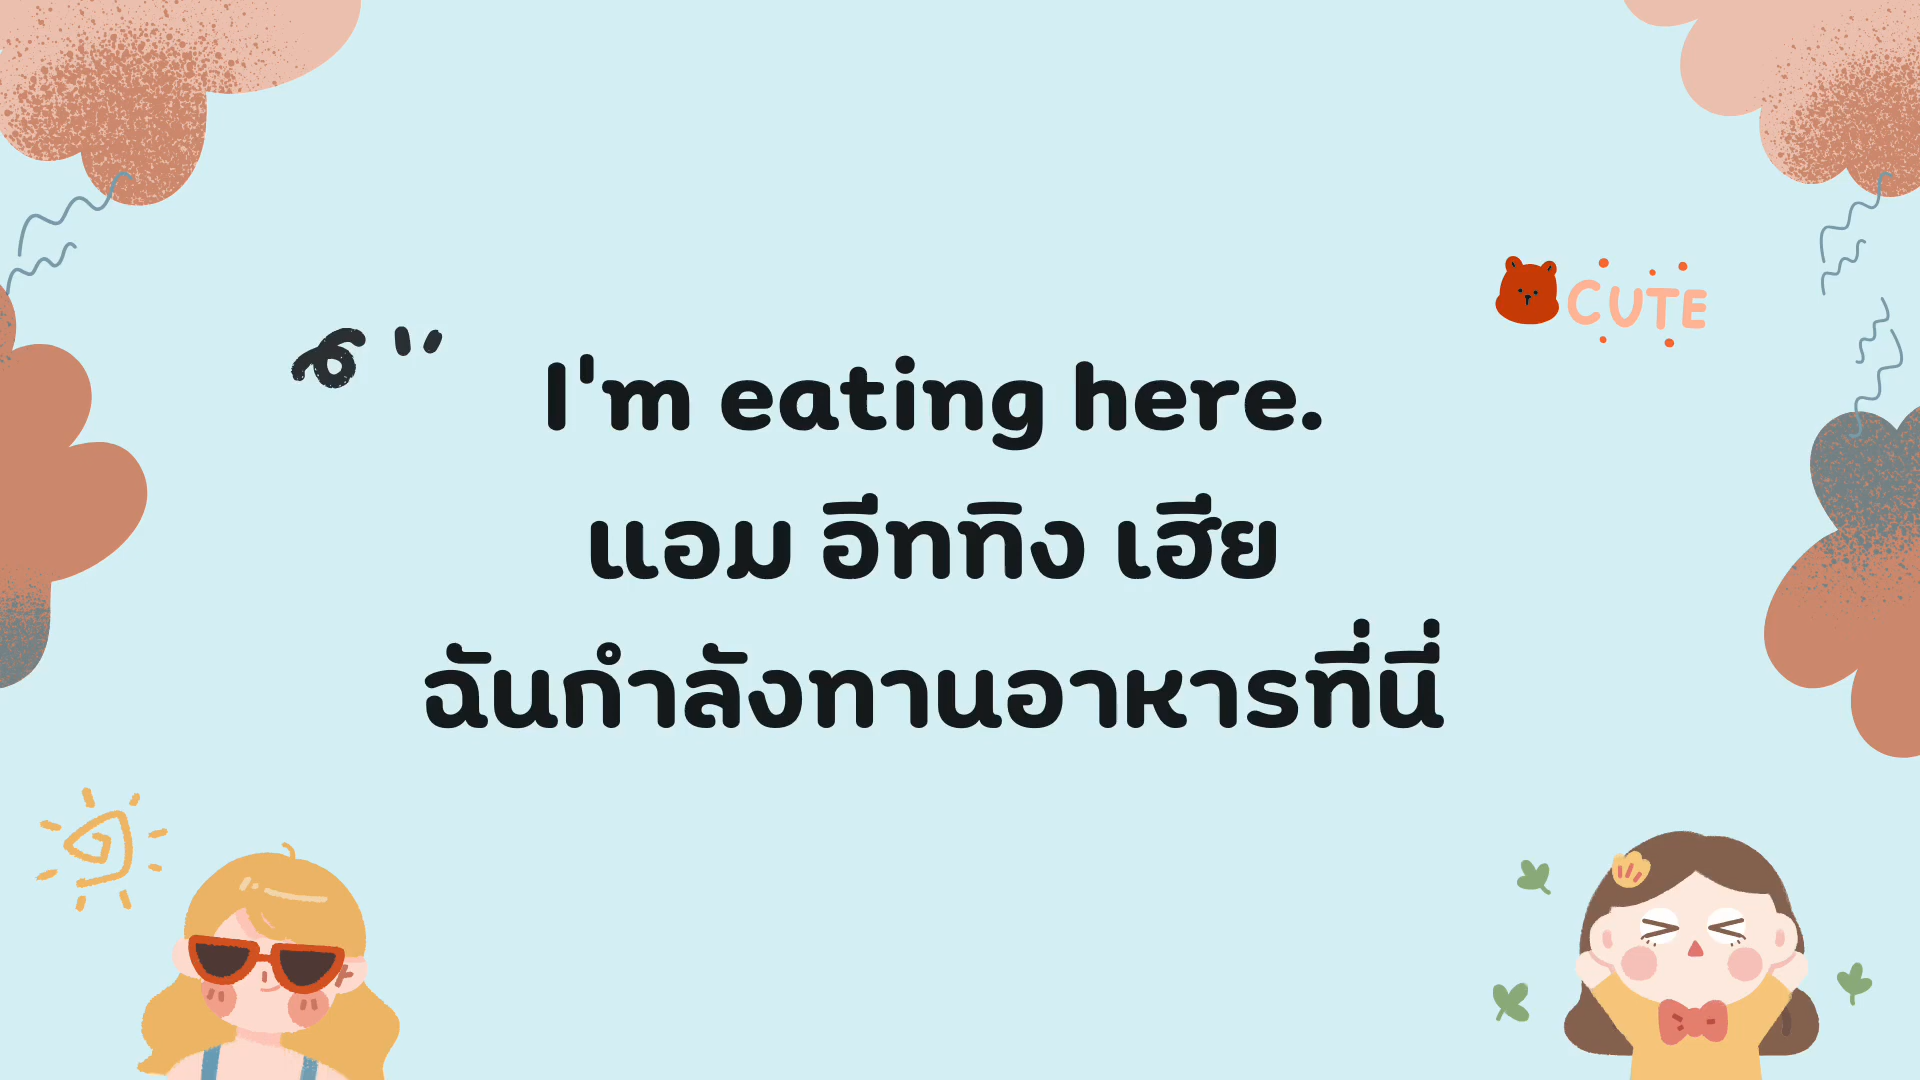 CUTE
I'm eating here.
แอม อีททิง เฮีย
ฉันกำลังทานอาหารที่นี่